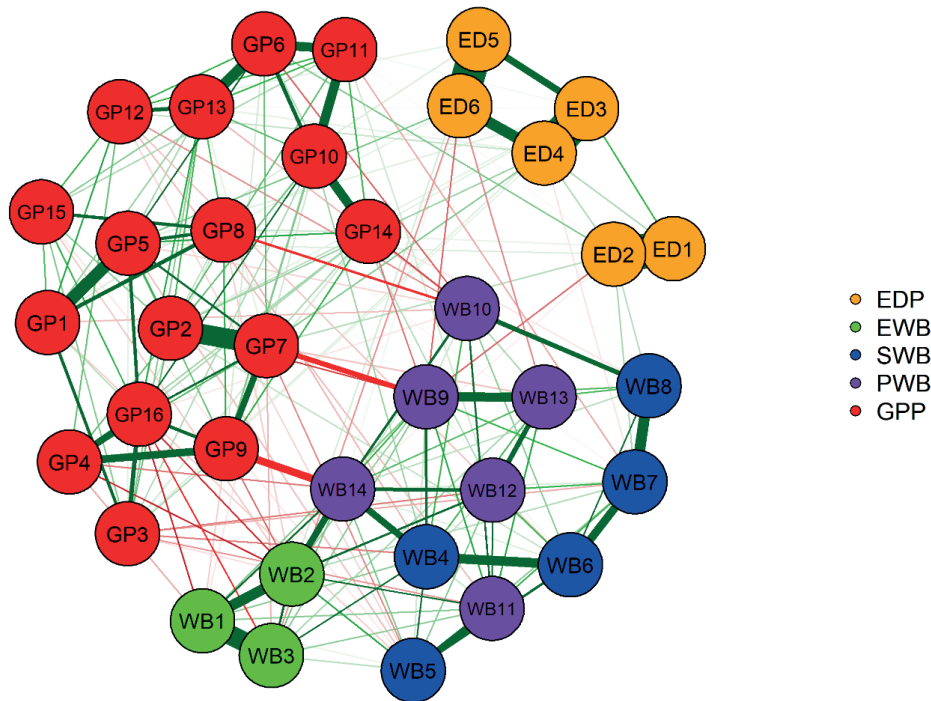 ED5
GP6
GP11
ED6
ED3
GP12
GP13
ED4
GP10
GP15
GP8
GP14
GP5
ED2
ED1
WB10
GP1
GP2
GP7
WB8
WB9
WB13
GP16
GP9
GP4
WB14
WB12
WB7
GP3
WB4
WB6
WB2
WB11
WB1
WB3
WB5
EDP
EWB
SWB
PWB
GPP